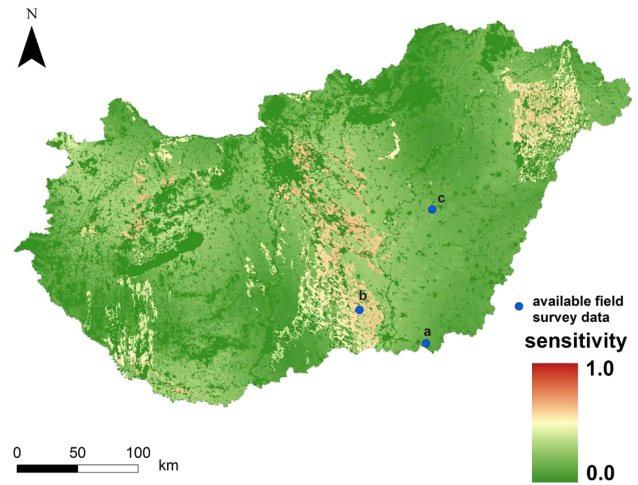 N
c
b
a
available field
survey data
sensitivity
1.0
0.0
0 50 100
km